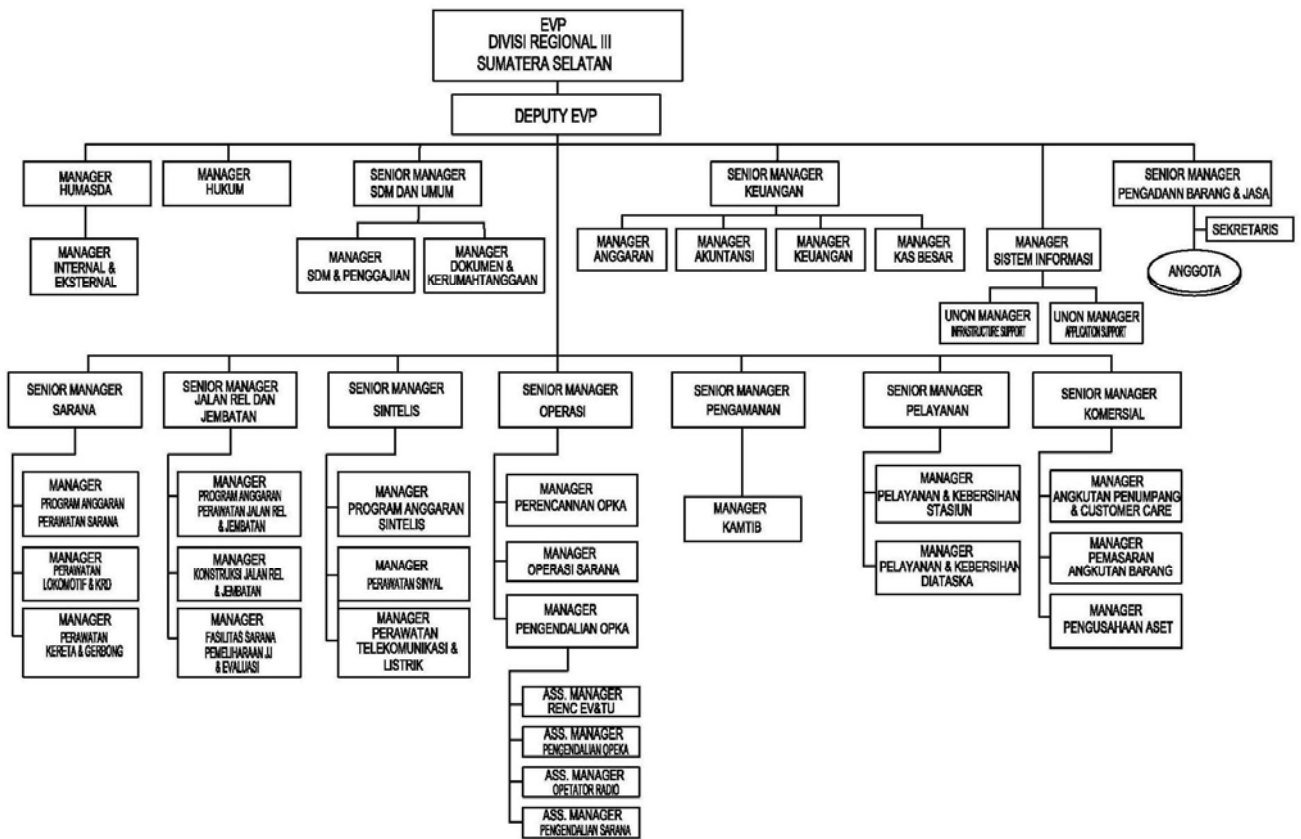 EVP
DIVISI REGIONAL III
SUMATERA SELATAN
DEPUTY EVP
MANAGER
HUMASDA
MANAGER
HUKUM
SENIOR MANAGER
SDM DAN UMUM
SENIOR MANAGER
KEUANGAN
SENIOR MANAGER
PENGADANN BARANG & JASA
SEKRETARIS
ANGGOTA
MANAGER
INTERNAL &
EKSTERNAL
MANAGER
SDM & PENGGAJIAN
MANAGER
DOKUMEN &
KERUMAHTANGGAAN
MANAGER
ANGGARAN
MANAGER
AKUNTANSI
MANAGER
KEUANGAN
MANAGER
KAS BESAR
MANAGER
SISTEM INFORMASI
UNON MANAGER
INFRASTRUCTURE SUPPORT
UNON MANAGER
APPLICATION SUPPORT
SENIOR MANAGER
SARANA
SENIOR MANAGER
JALAN REL DAN
JEMBATAN
SENIOR MANAGER
SINTELIS
SENIOR MANAGER
OPERASI
SENIOR MANAGER
PENGAMANAN
SENIOR MANAGER
PELAYANAN
SENIOR MANAGER
KOMERSIAL
MANAGER
PROGRAM ANGGARAN
PERAWATAN SARANA
MANAGER
PERAWATAN
LOKOMOTIF & KRD
MANAGER
PERAWATAN
KERETA & GERBONG
MANAGER
PROGRAM ANGGARAN
PERAWATAN JALAN REL
& JEMBATAN
MANAGER
KONSTRUKSI JALAN REL
& JEMBATAN
MANAGER
FASILITAS SARANA
PEMELIHARAAN JJ
& EVALUASI
MANAGER
PROGRAM ANGGARAN
SINTELIS
MANAGER
PERAWATAN SINYAL
MANAGER
PERAWATAN
TELEKOMUNIKASI &
LISTRIK
MANAGER
PERENCANNAN OPKA
MANAGER
OPERASI SARANA
MANAGER
PENGENDALIAN OPKA
ASS. MANAGER
RENC EV&TU
ASS. MANAGER
PENGENDALIAN OPEKA
ASS. MANAGER
OPETATOR RADIO
ASS. MANAGER
PENGENDALIAN SARANA
MANAGER
KAMTIB
MANAGER
PELAYANAN & KEBERSIHAN
STASIUN
MANAGER
PELAYANAN & KEBERSIHAN
DIATASKA
MANAGER
ANGKUTAN PENUMPANG
& CUSTOMER CARE
MANAGER
PEMASARAN
ANGKUTAN BARANG
MANAGER
PENGUSAHAAN ASET